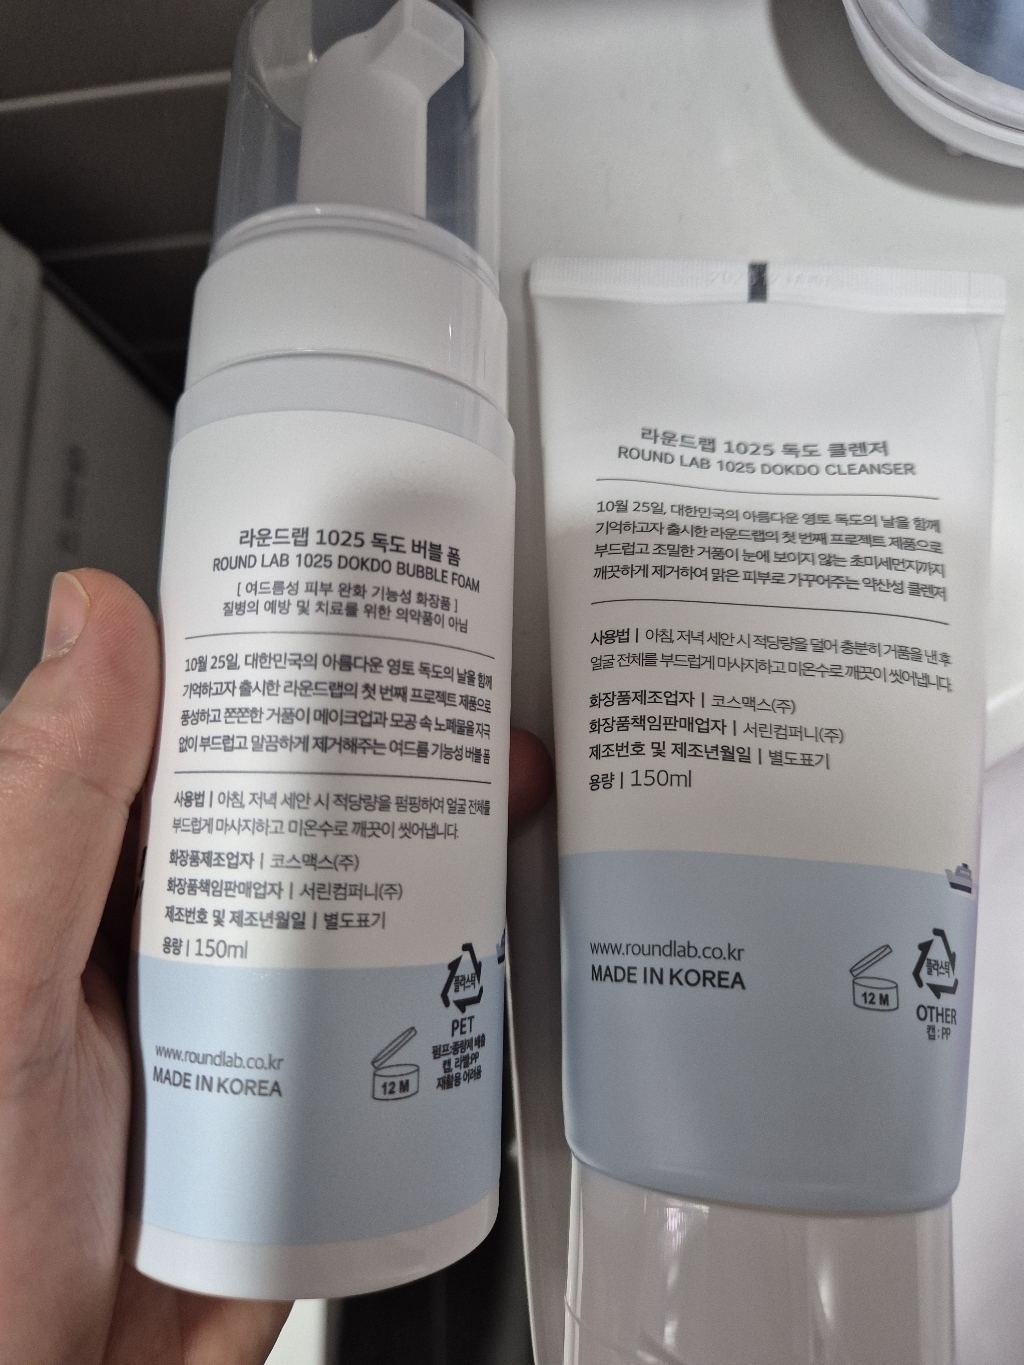 라운드랩 1025 독도 버블 폼
ROUND LAB 1025 DOKDO BUBBLE FOAM
[ 여드름성 피부 완화 기능성 화장품 ]
질병의 예방 및 치료를 위한 의약품이 아님
10월 25일, 대한민국의 아름다운 영토 독도의 날을 함께
기억하고자 출시한 라운드랩의 첫 번째 프로젝트 제품으로
풍성하고 쫀쫀한 거품이 메이크업과 모공 속 노폐물을 자극
없이 부드럽고 말끔하게 제거해주는 여드름 기능성 버블 폼
사용법 | 아침, 저녁 세안 시 적당량을 펌핑하여 얼굴 전체를
부드럽게 마사지하고 미온수로 깨끗이 씻어냅니다.
화장품제조업자 | 코스맥스(주)
화장품책임판매업자 | 서린컴퍼니(주)
제조번호 및 제조년월일 | 별도표기
용량 | 150ml
플라스틱
PET
펌프:종량제 배출
캡, 라벨:PP
재활용 어려움
www.roundlab.co.kr
MADE IN KOREA
12 M
라운드랩 1025 독도 클렌저
ROUND LAB 1025 DOKDO CLEANSER
10월 25일, 대한민국의 아름다운 영토 독도의 날을 함께
기억하고자 출시한 라운드랩의 첫 번째 프로젝트 제품으로
부드럽고 조밀한 거품이 눈에 보이지 않는 초미세먼지까지
깨끗하게 제거하여 맑은 피부로 가꾸어주는 약산성 클렌저
사용법 | 아침, 저녁 세안 시 적당량을 덜어 충분히 거품을 낸 후
얼굴 전체를 부드럽게 마사지하고 미온수로 깨끗이 씻어냅니다.
화장품제조업자 | 코스맥스(주)
화장품책임판매업자 | 서린컴퍼니(주)
제조번호 및 제조년월일 | 별도표기
용량 | 150ml
www.roundlab.co.kr
MADE IN KOREA
12 M
플라스틱
OTHER
캡 : PP